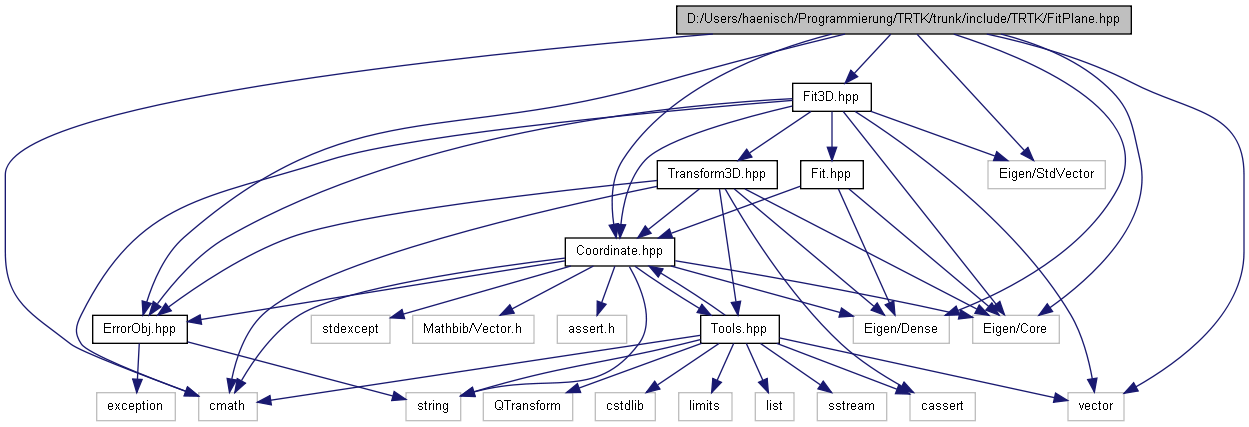 D:/Users/haenisch/Programmierung/TRTK/trunk/include/TRTK/FitPlane.hpp
Fit3D.hpp
Transform3D.hpp
Fit.hpp
Eigen/StdVector
Coordinate.hpp
ErrorObj.hpp
stdexcept
Mathbib/Vector.h
assert.h
Tools.hpp
Eigen/Dense
Eigen/Core
exception
cmath
string
QTransform
cstdlib
limits
list
sstream
cassert
vector